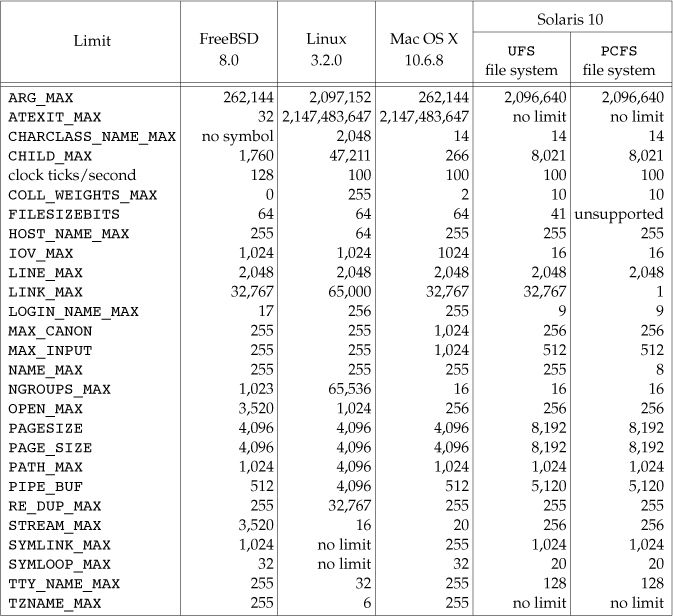 Limit FreeBSD 8.0 Linux 3.2.0 Mac OS X 10.6.8 Solaris 10
UFS file system PCFS file system
ARG_MAX 262,144 2,097,152 262,144 2,096,640 2,096,640
ATEXIT_MAX 32 2,147,483,647 2,147,483,647 no limit no limit
CHARCLASS_NAME_MAX no symbol 2,048 14 14 14
CHILD_MAX 1,760 47,211 266 8,021 8,021
clock ticks/second 128 100 100 100 100
COLL_WEIGHTS_MAX 0 255 2 10 10
FILESIZEBITS 64 64 64 41 unsupported
HOST_NAME_MAX 255 64 255 255 255
IOV_MAX 1,024 1,024 1024 16 16
LINE_MAX 2,048 2,048 2,048 2,048 2,048
LINK_MAX 32,767 65,000 32,767 32,767 1
LOGIN_NAME_MAX 17 256 255 9 9
MAX_CANON 255 255 1,024 256 256
MAX_INPUT 255 255 1,024 512 512
NAME_MAX 255 255 255 255 8
NGROUPS_MAX 1,023 65,536 16 16 16
OPEN_MAX 3,520 1,024 256 256 256
PAGESIZE 4,096 4,096 4,096 8,192 8,192
PAGE_SIZE 4,096 4,096 4,096 8,192 8,192
PATH_MAX 1,024 4,096 1,024 1,024 1,024
PIPE_BUF 512 4,096 512 5,120 5,120
RE_DUP_MAX 255 32,767 255 255 255
STREAM_MAX 3,520 16 20 256 256
SYMLINK_MAX 1,024 no limit 255 1,024 1,024
SYMLOOP_MAX 32 no limit 32 20 20
TTY_NAME_MAX 255 32 255 128 128
TZNAME_MAX 255 6 255 no limit no limit